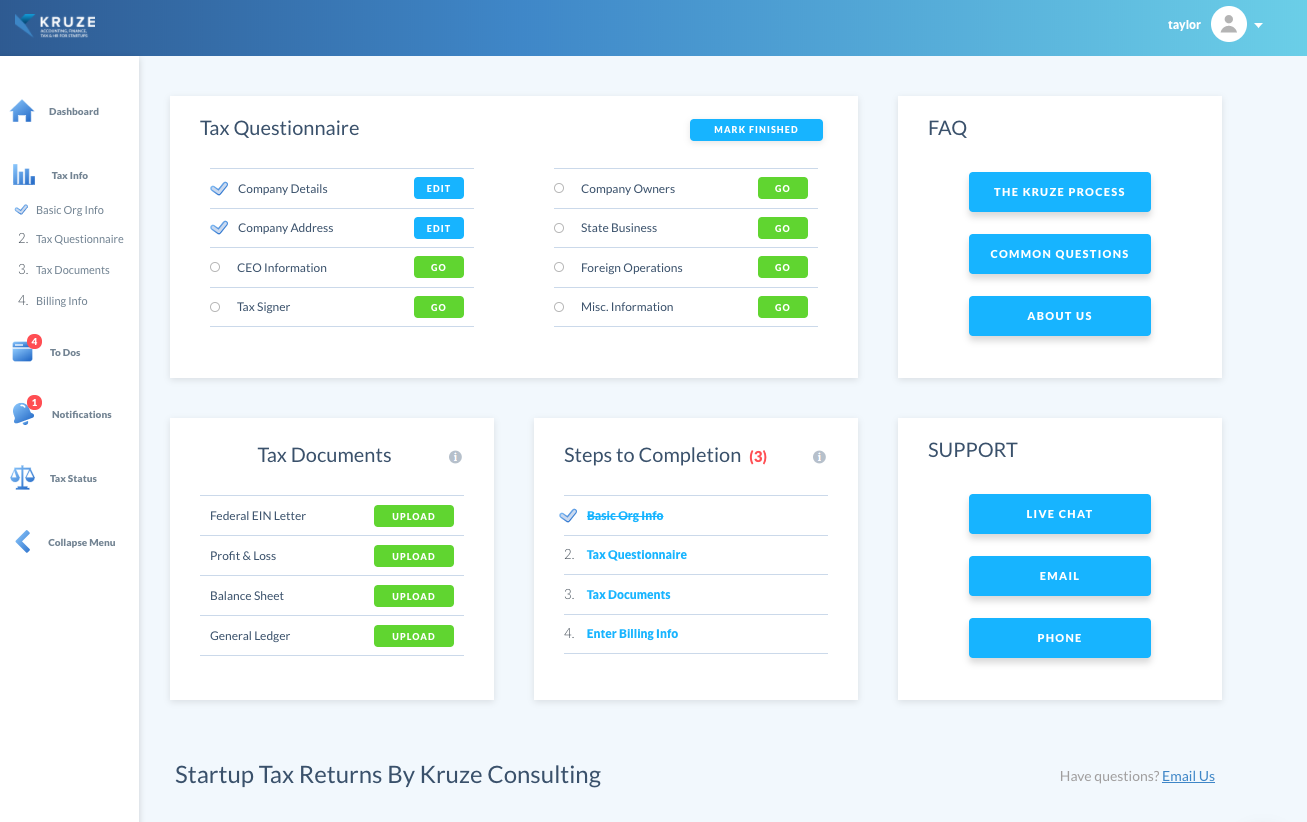 KRUZE
ACCOUNTING, FINANCE,
TAX & HR FOR STARTUPS
taylor
Dashboard
Tax Info
Basic Org Info
2. Tax Questionnaire
3. Tax Documents
4. Billing Info
4
To Dos
1
Notifications
Tax Status
Collapse Menu
Tax Questionnaire
MARK FINISHED
Company Details EDIT
Company Address EDIT
CEO Information GO
Tax Signer GO
Company Owners GO
State Business GO
Foreign Operations GO
Misc. Information GO
FAQ
THE KRUZE PROCESS
COMMON QUESTIONS
ABOUT US
Tax Documents
Federal EIN Letter UPLOAD
Profit & Loss UPLOAD
Balance Sheet UPLOAD
General Ledger UPLOAD
Steps to Completion (3)
Basic Org Info
2. Tax Questionnaire
3. Tax Documents
4. Enter Billing Info
SUPPORT
LIVE CHAT
EMAIL
PHONE
Startup Tax Returns By Kruze Consulting
Have questions? Email Us